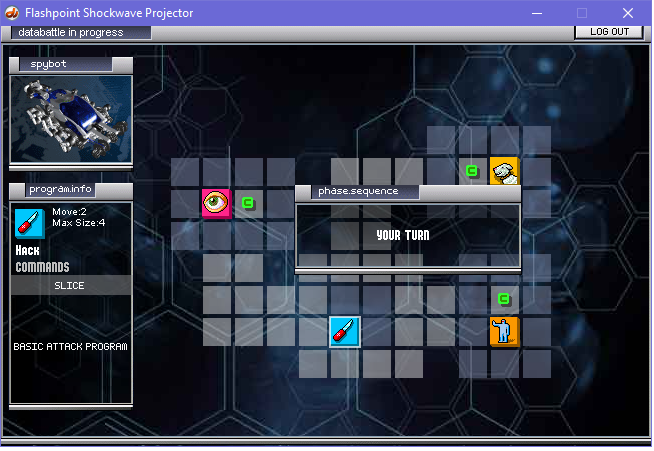 Flashpoint Shockwave Projector
databattle in progress
LOG OUT
spybot
program.info
Move:2
Max Size:4
Hack
COMMANDS
SLICE
BASIC ATTACK PROGRAM
phase.sequence
YOUR TURN
C
C
C